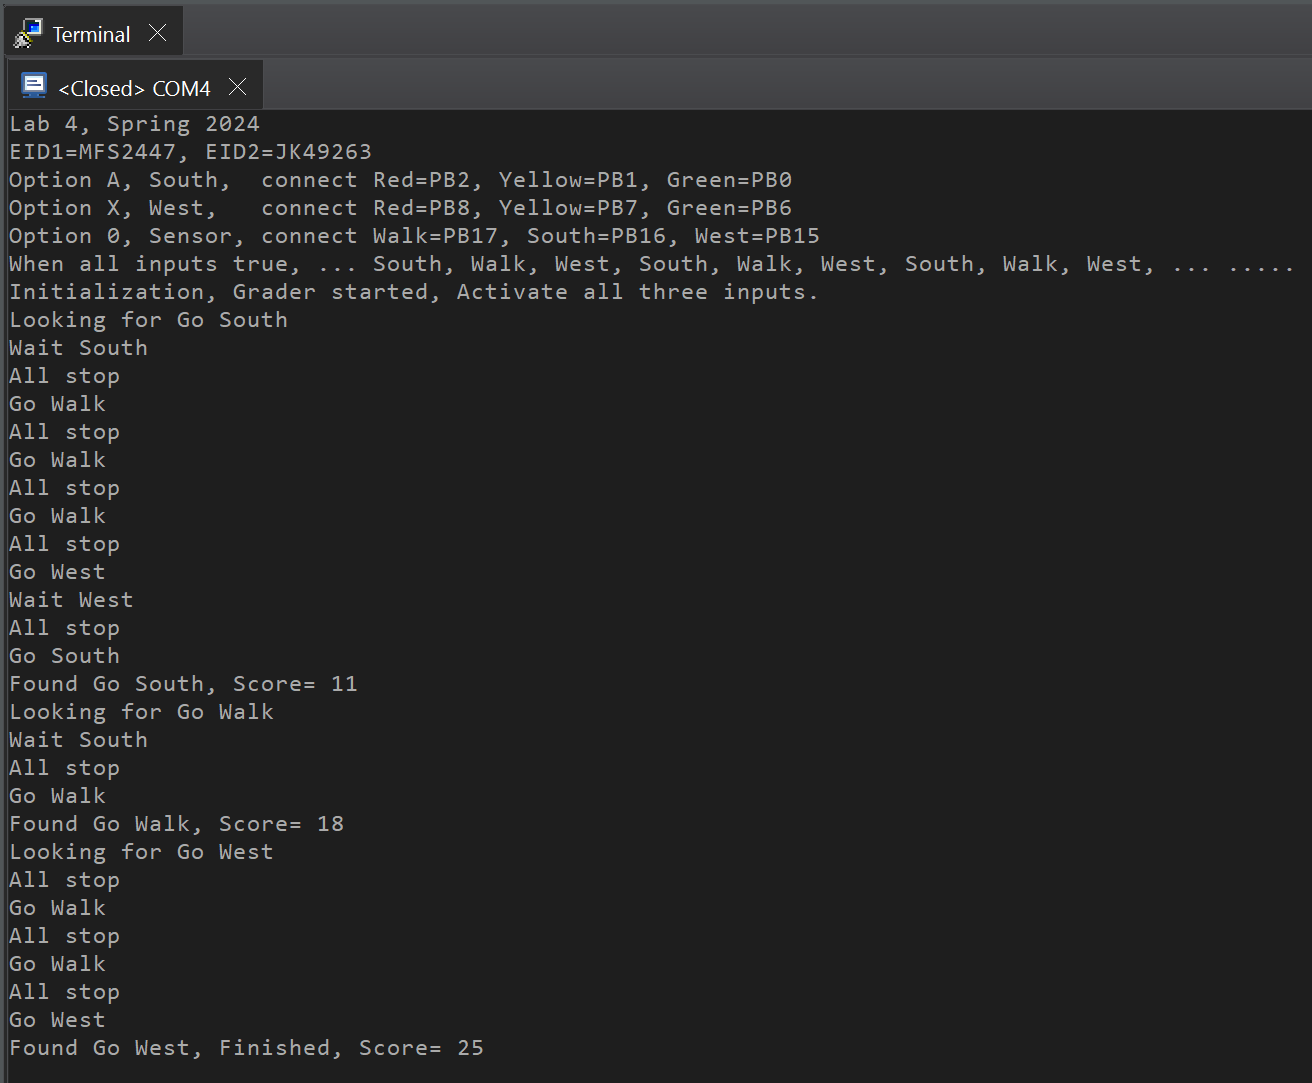 Terminal
<Closed> COM4
Lab 4, Spring 2024
EID1=MFS2447, EID2=JK49263
Option A, South,  connect Red=PB2, Yellow=PB1, Green=PB0
Option X, West,   connect Red=PB8, Yellow=PB7, Green=PB6
Option 0, Sensor, connect Walk=PB17, South=PB16, West=PB15
When all inputs true, ... South, Walk, West, South, Walk, West, South, Walk, West, ... .....
Initialization, Grader started, Activate all three inputs.
Looking for Go South
Wait South
All stop
Go Walk
All stop
Go Walk
All stop
Go Walk
All stop
Go West
Wait West
All stop
Go South
Found Go South, Score= 11
Looking for Go Walk
Wait South
All stop
Go Walk
Found Go Walk, Score= 18
Looking for Go West
All stop
Go Walk
All stop
Go Walk
All stop
Go West
Found Go West, Finished, Score= 25